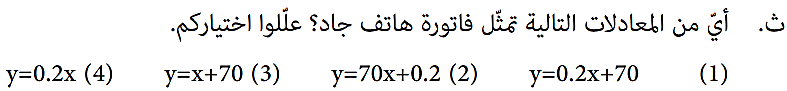 ث. أيّ من المعادلات التالية تمثّل فاتورة هاتف جاد؟ علّلوا اختياركم.
(1) y=0.2x+70 (2) y=70x+0.2 (3) y=x+70 (4) y=0.2x